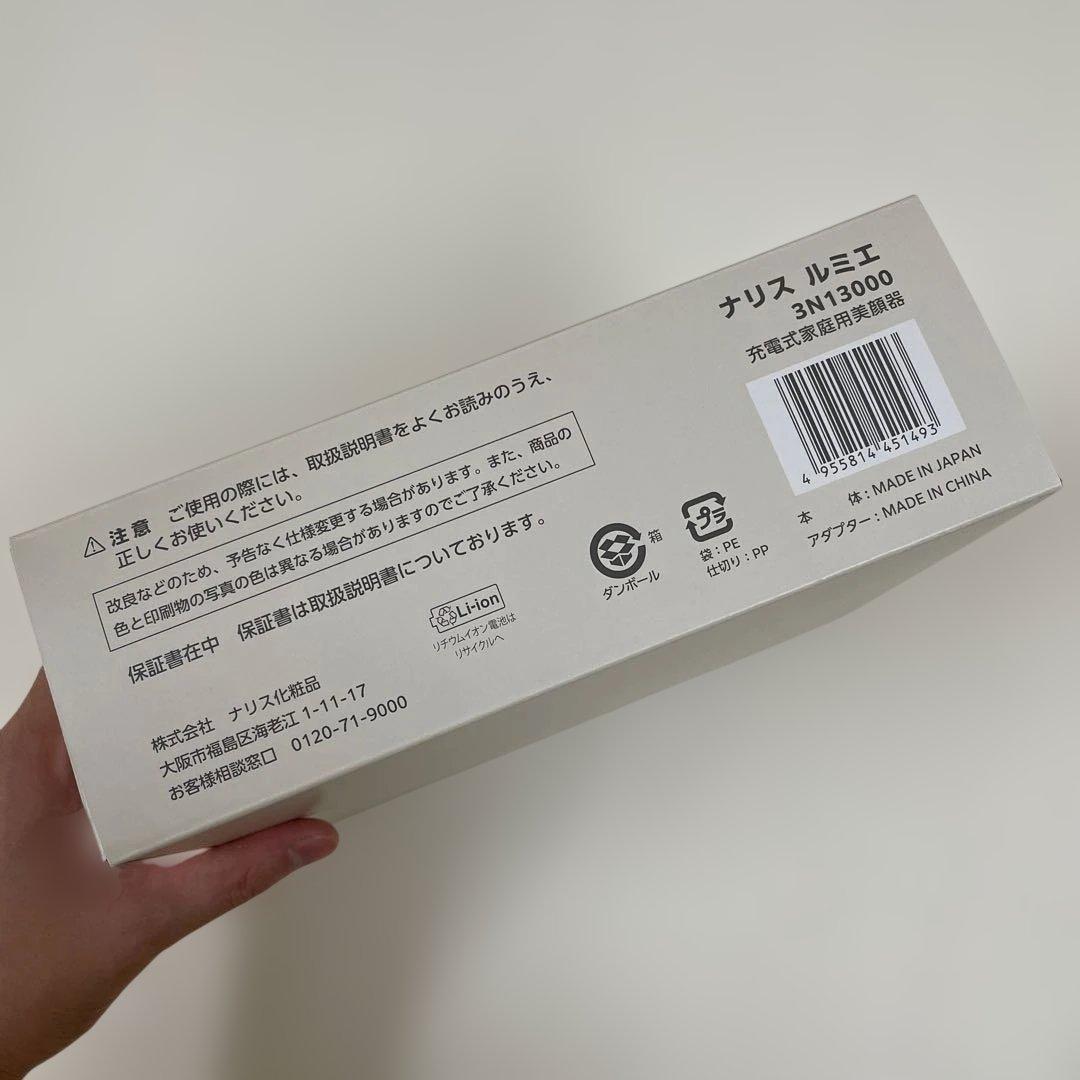 ナリス ルミエ
3N13000
充電式家庭用美顔器
4 955814 451493
本　体：MADE IN JAPAN
アダプター：MADE IN CHINA
⚠注意 ご使用の際には、取扱説明書をよくお読みのうえ、
正しくお使いください。
改良などのため、予告なく仕様変更する場合があります。また、商品の
色と印刷物の写真の色は異なる場合がありますのでご了承ください。
保証書在中　保証書は取扱説明書についております。
Li-ion
リチウムイオン電池は
リサイクルへ
箱
ダンボール
プラ
袋：PE
仕切り：PP
株式会社　ナリス化粧品
大阪市福島区海老江 1-11-17
お客様相談窓口　0120-71-9000